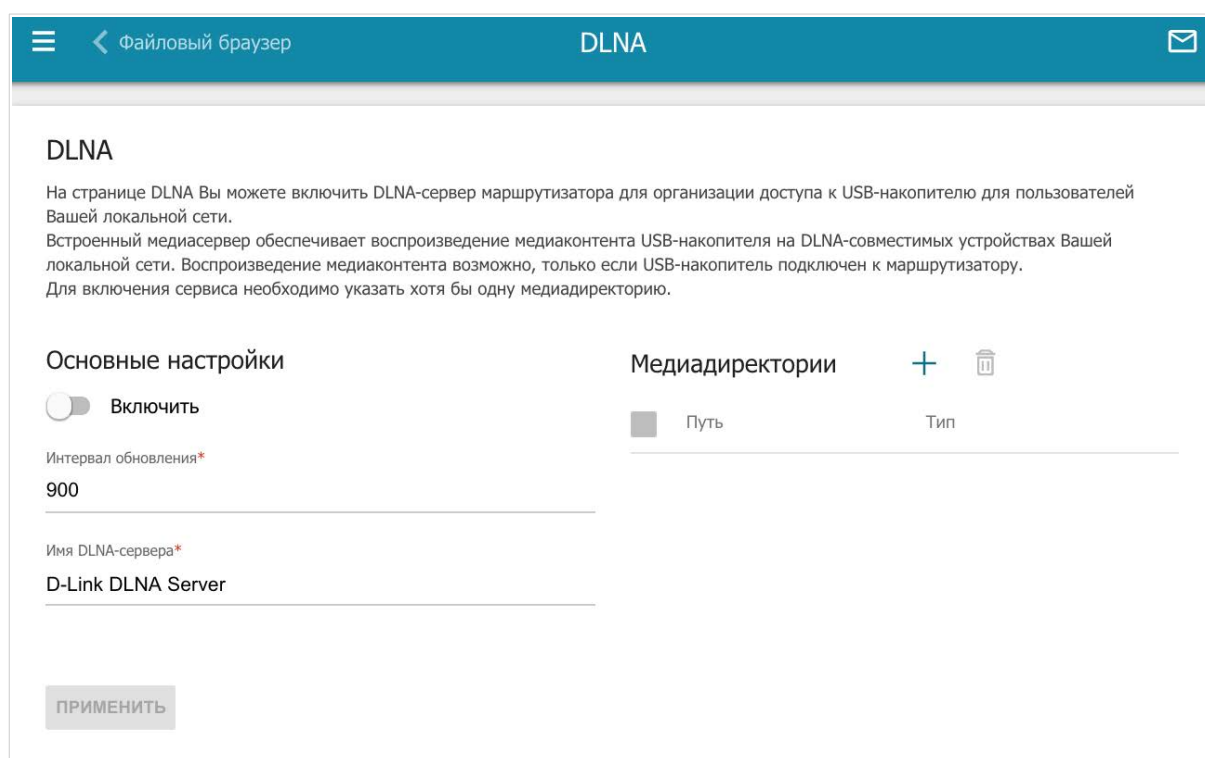 Файловый браузер
DLNA
DLNA
На странице DLNA Вы можете включить DLNA-сервер маршрутизатора для организации доступа к USB-накопителю для пользователей
Вашей локальной сети.
Встроенный медиасервер обеспечивает воспроизведение медиаконтента USB-накопителя на DLNA-совместимых устройствах Вашей
локальной сети. Воспроизведение медиаконтента возможно, только если USB-накопитель подключен к маршрутизатору.
Для включения сервиса необходимо указать хотя бы одну медиадиректорию.
Основные настройки
Включить
Интервал обновления*
900
Имя DLNA-сервера*
D-Link DLNA Server
ПРИМЕНИТЬ
Медиадиректории
Путь Тип